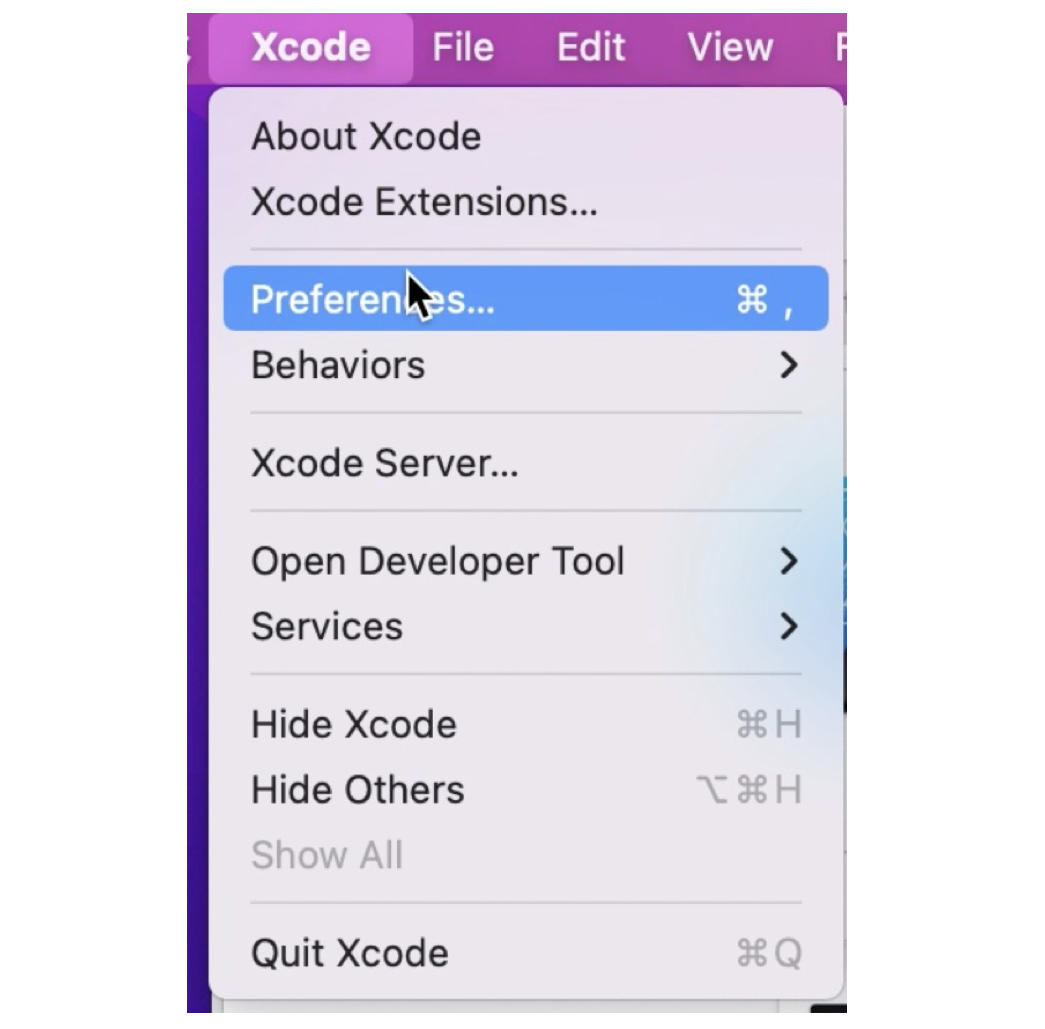 Xcode File Edit View
About Xcode
Xcode Extensions...
Preferences... ⌘ ,
Behaviors
Xcode Server...
Open Developer Tool
Services
Hide Xcode ⌘H
Hide Others ⌥⌘H
Show All
Quit Xcode ⌘Q